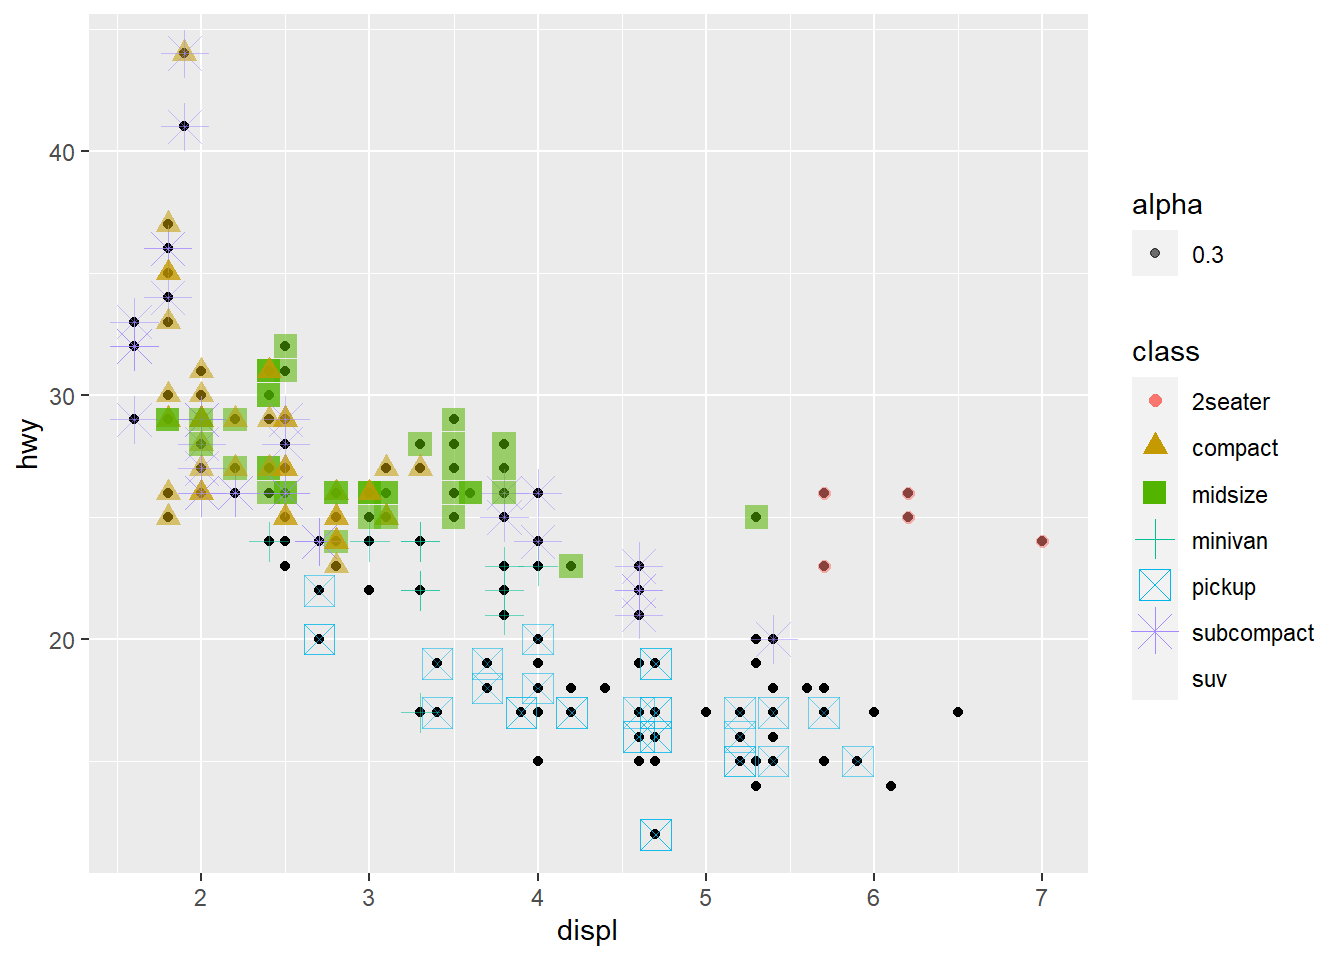 40
30
20
hwy
2 3 4 5 6 7
displ
alpha
0.3
class
2seater
compact
midsize
minivan
pickup
subcompact
suv